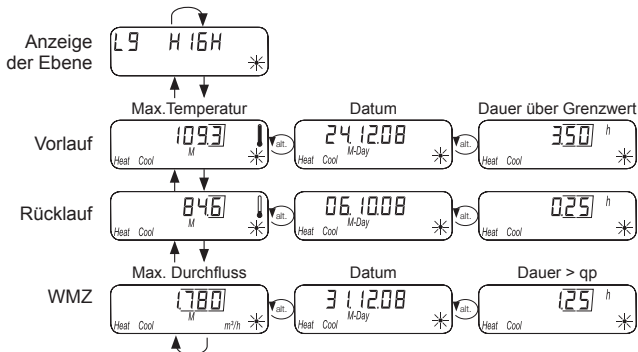 Anzeige der Ebene
L9 HIGH
Max.Temperatur Datum Dauer über Grenzwert
Vorlauf
109.3 M Heat Cool
alt.
24.12.08 M-Day Heat Cool
alt.
3.50 h Heat Cool
Rücklauf
84.6 M Heat Cool
alt.
06.10.08 M-Day Heat Cool
alt.
0.25 h Heat Cool
Max. Durchfluss Datum Dauer > qp
WMZ
1.780 M m³/h Heat Cool
alt.
31.12.08 M-Day Heat Cool
alt.
1.25 h Heat Cool